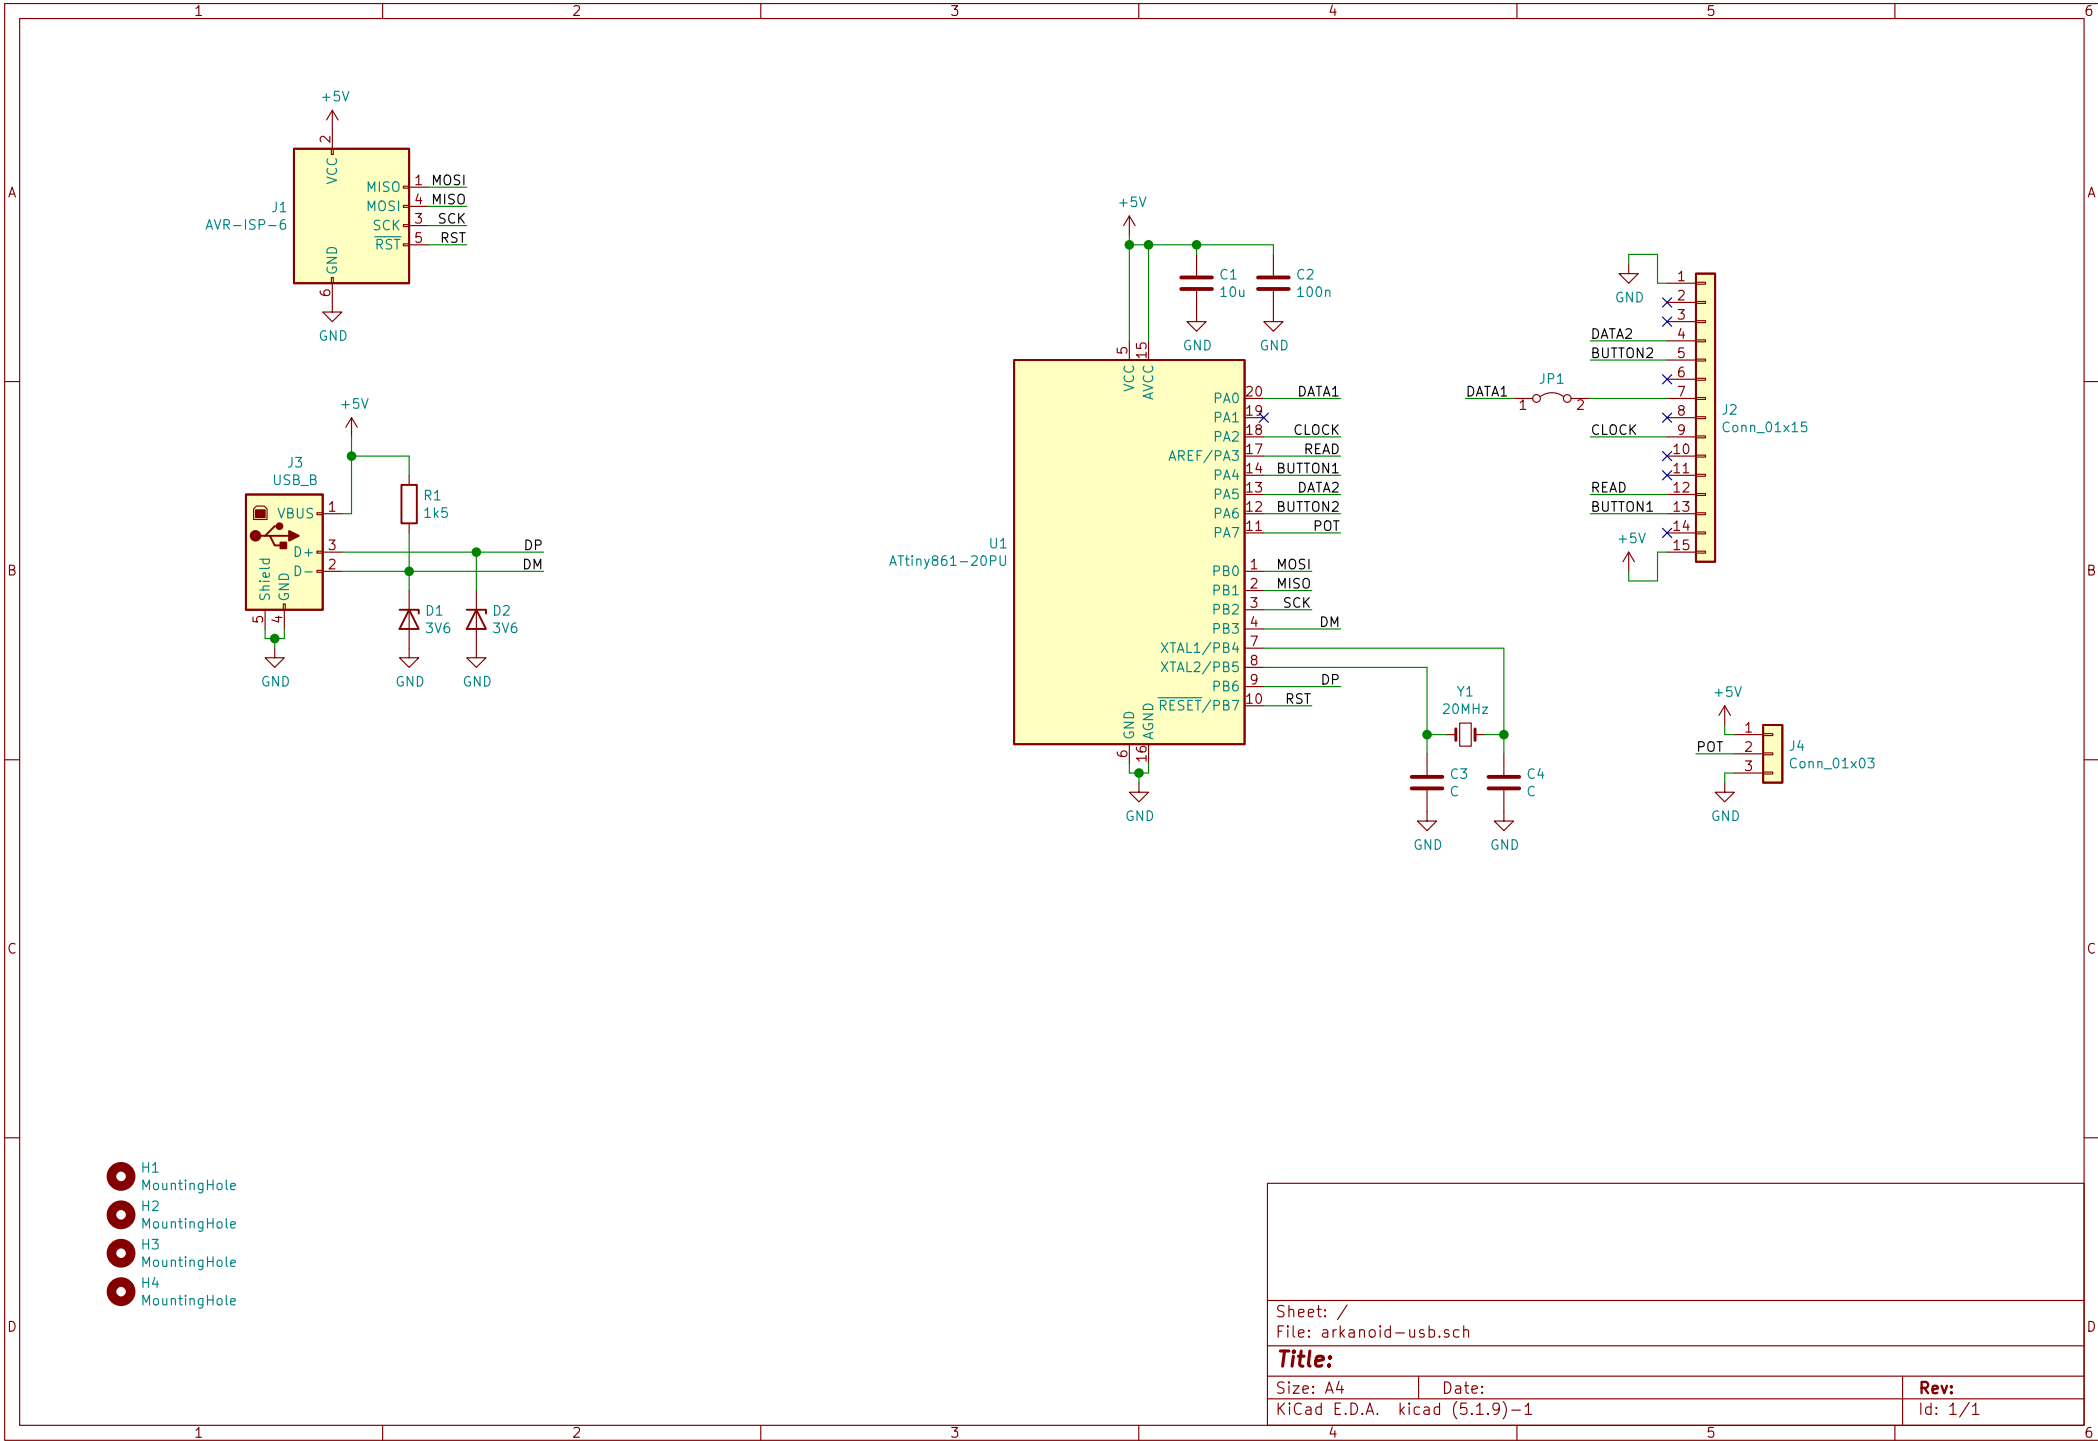 1 2 3 4 5 6
A
B
C
D
A
B
C
D
1 2 3 4 5 6
+5V
2
VCC
MISO 1 MOSI
MOSI 4 MISO
SCK 3 SCK
RST 5 RST
J1
AVR-ISP-6
GND
6
GND
+5V
J3
USB_B
VBUS 1
D+ 3 DP
D- 2 DM
Shield
GND
5
4
GND
R1
1k5
D1
3V6
GND
D2
3V6
GND
+5V
C1
10u
GND
C2
100n
GND
5
15
VCC
AVCC
U1
ATtiny861-20PU
PA0 20 DATA1
PA1 19
PA2 18 CLOCK
AREF/PA3 17 READ
PA4 14 BUTTON1
PA5 13 DATA2
PA6 12 BUTTON2
PA7 11 POT
PB0 1 MOSI
PB1 2 MISO
PB2 3 SCK
PB3 4 DM
XTAL1/PB4 7
XTAL2/PB5 8
PB6 9 DP
RESET/PB7 10 RST
GND
AGND
6
16
GND
Y1
20MHz
C3
C
GND
C4
C
GND
GND
1
2
3
DATA2 4
BUTTON2 5
6
DATA1 1 JP1 2 7
8
CLOCK 9
10
11
READ 12
BUTTON1 13
14
+5V
15
J2
Conn_01x15
+5V
1
POT 2
3
GND
J4
Conn_01x03
H1
MountingHole
H2
MountingHole
H3
MountingHole
H4
MountingHole
Sheet: /
File: arkanoid-usb.sch
Title:
Size: A4 Date: Rev:
KiCad E.D.A. kicad (5.1.9)-1 Id: 1/1